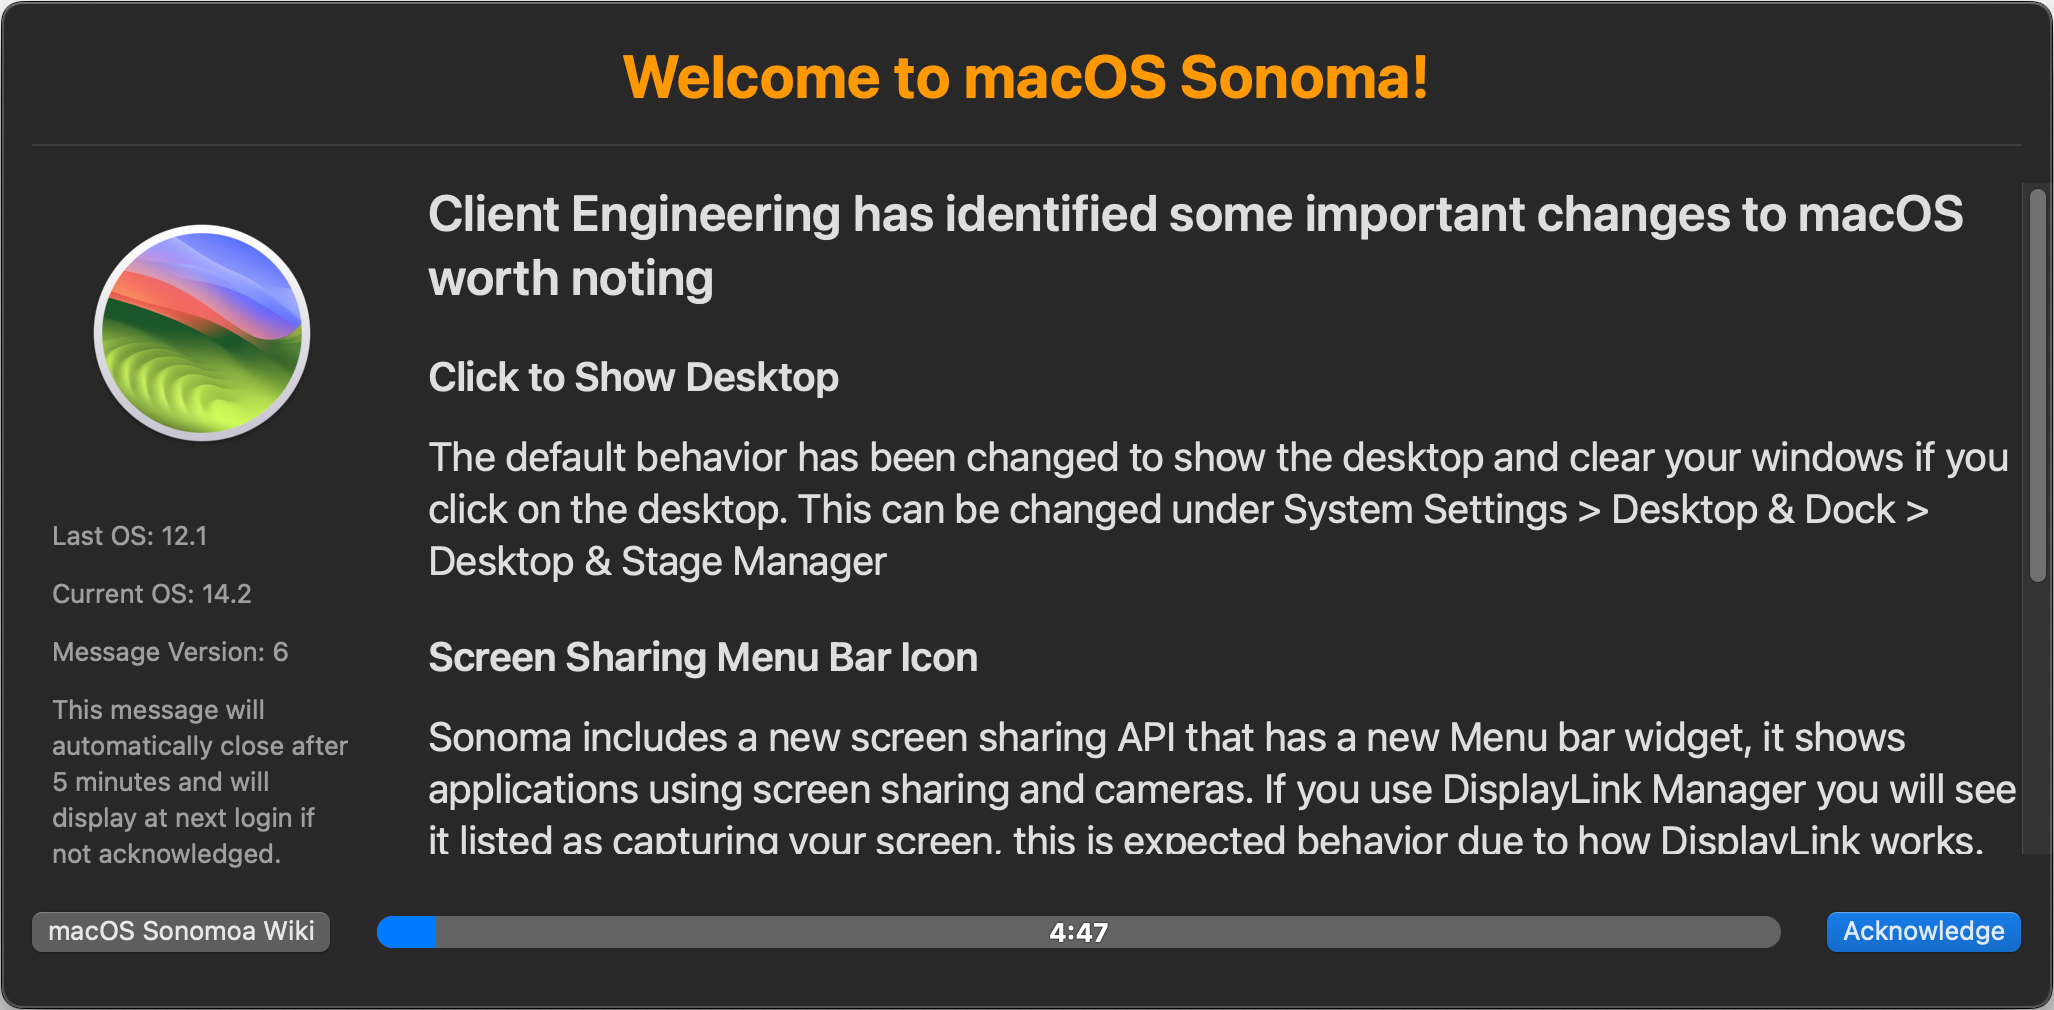 Welcome to macOS Sonoma!
Client Engineering has identified some important changes to macOS
worth noting
Click to Show Desktop
The default behavior has been changed to show the desktop and clear your windows if you
click on the desktop. This can be changed under System Settings > Desktop & Dock >
Desktop & Stage Manager
Screen Sharing Menu Bar Icon
Sonoma includes a new screen sharing API that has a new Menu bar widget, it shows
applications using screen sharing and cameras. If you use DisplayLink Manager you will see
it listed as capturing your screen, this is expected behavior due to how DisplayLink works.
Last OS: 12.1
Current OS: 14.2
Message Version: 6
This message will
automatically close after
5 minutes and will
display at next login if
not acknowledged.
macOS Sonomoa Wiki
4:47
Acknowledge